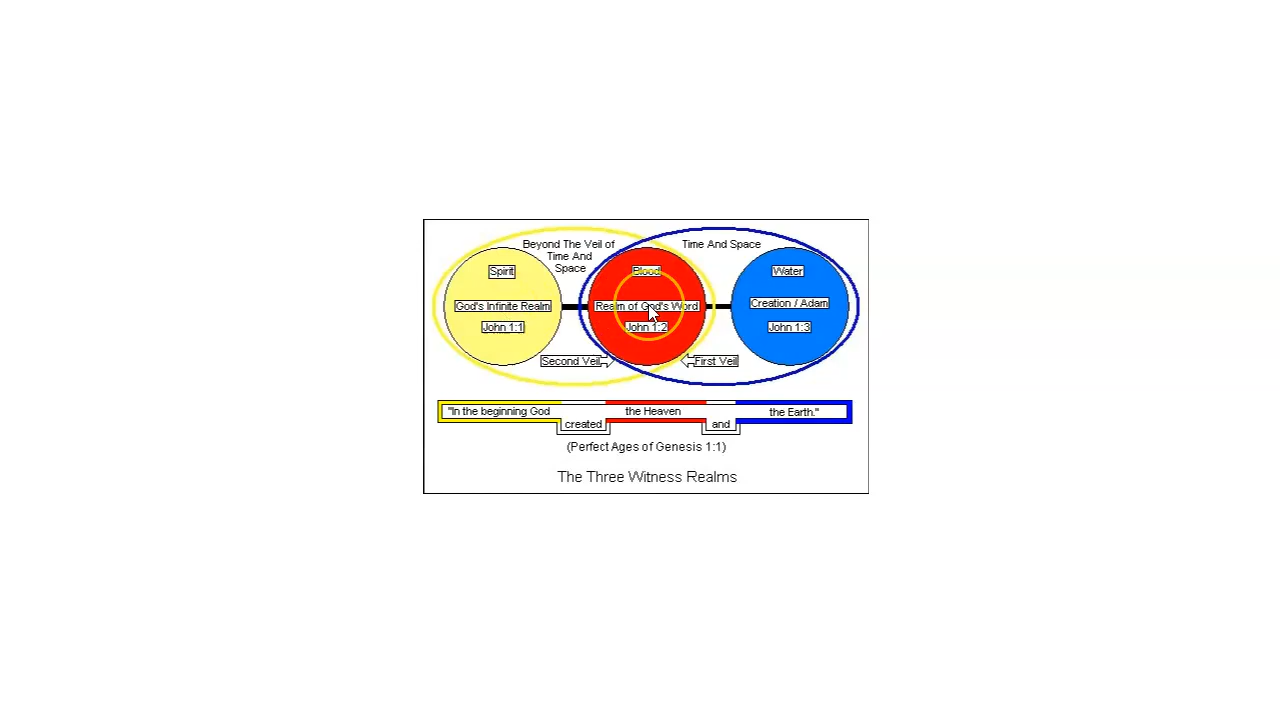 Beyond The Veil of
Time And
Space
Time And Space
Spirit
Blood
Water
God's Infinite Realm
Realm of God's Word
Creation / Adam
John 1:1
John 1:2
John 1:3
Second Veil
First Veil
"In the beginning God
created
the Heaven
and
the Earth."
(Perfect Ages of Genesis 1:1)
The Three Witness Realms